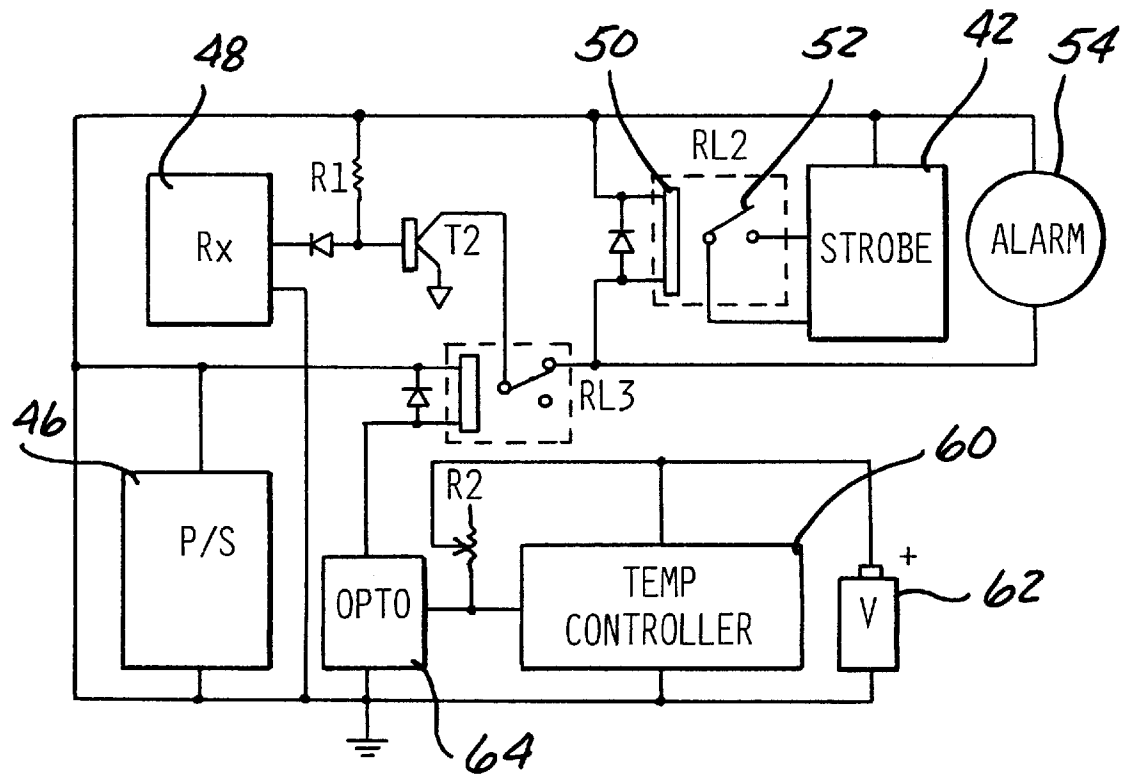 48
50
52
42
54
RL2
R1
Rx
T2
STROBE
ALARM
RL3
46
60
R2
P/S
+
TEMP
CONTROLLER
OPTO
V
62
64